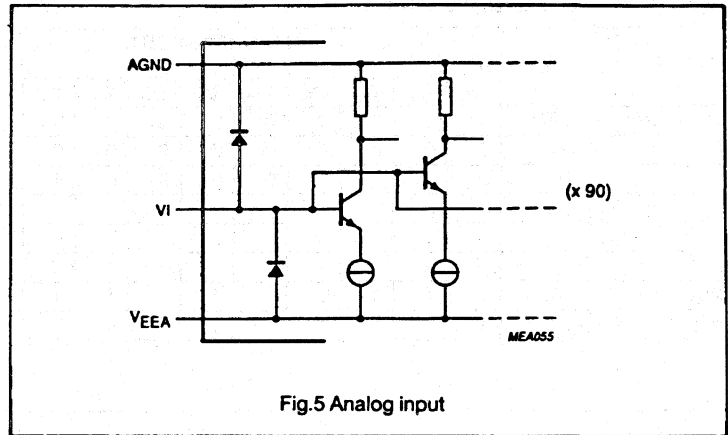 AGND
VI
(x 90)
VEEA
MEA055
Fig.5 Analog input